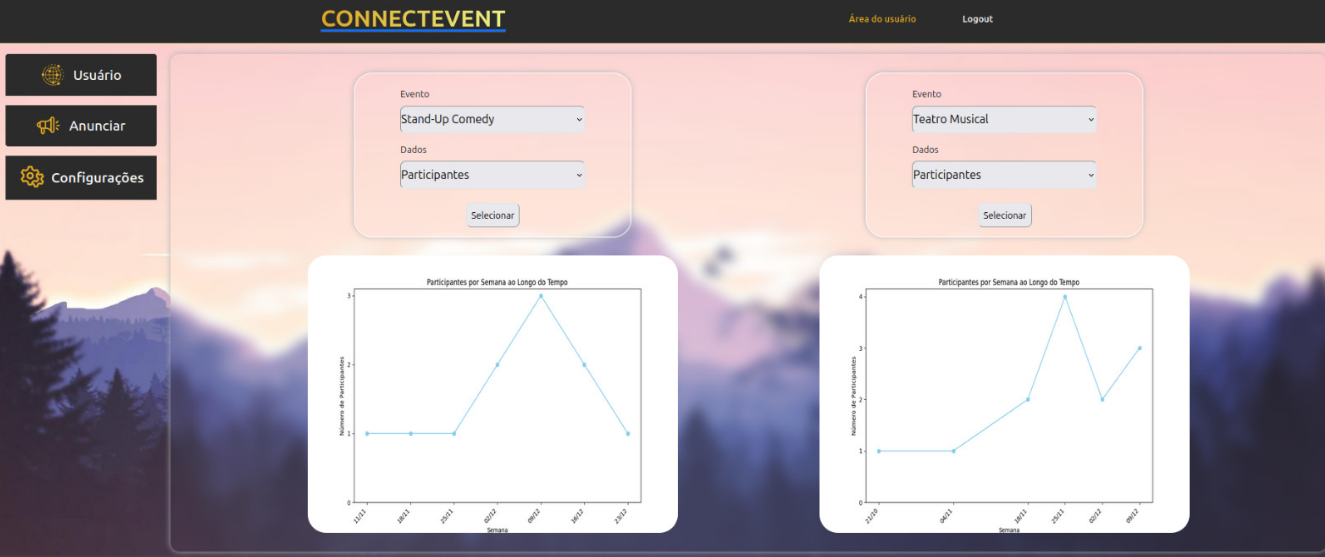 CONNECTEVENT
Área do usuário
Logout
Usuário
Anunciar
Configurações
Evento
Stand-Up Comedy
Dados
Participantes
Selecionar
Evento
Teatro Musical
Dados
Participantes
Selecionar
Participantes por Semana ao Longo do Tempo
Número de Participantes
3
2
1
0
11/11
18/11
25/11
02/12
09/12
16/12
23/12
Semana
Participantes por Semana ao Longo do Tempo
Número de Participantes
4
3
2
1
0
21/10
04/11
18/11
25/11
02/12
09/12
Semana